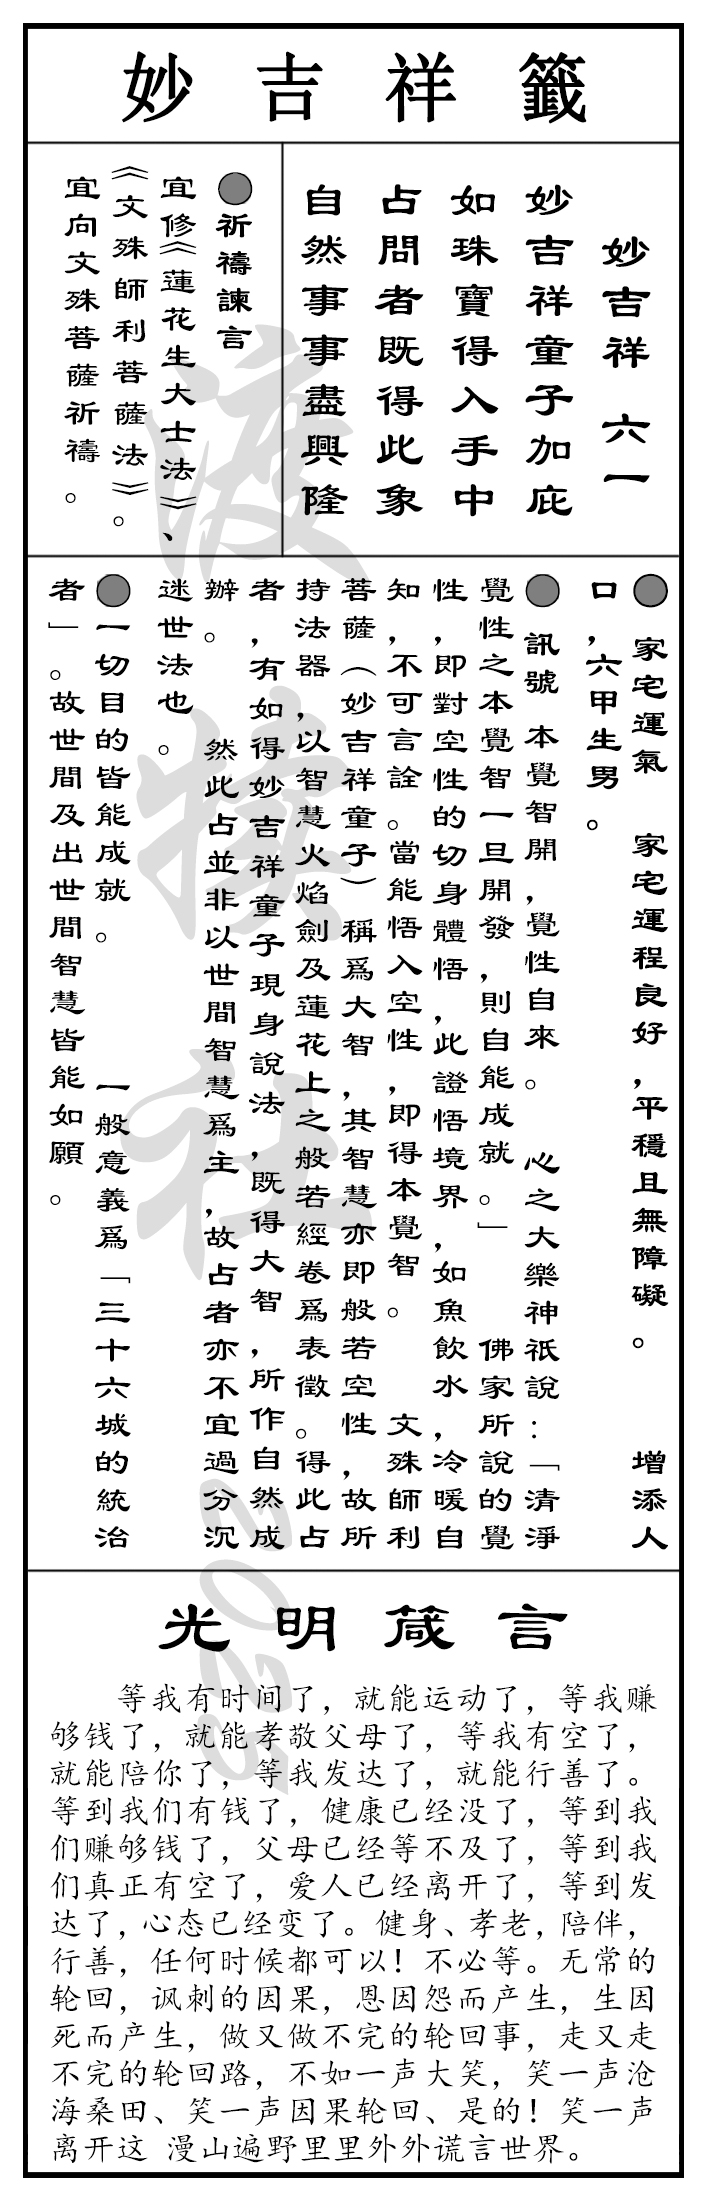 妙吉祥籤
妙吉祥 六一
妙吉祥童子加庇
如珠寶得入手中
占問者既得此象
自然事事盡興隆
●祈禱諫言
宜修《蓮花生大士法》、
《文殊師利菩薩法》。
宜向文殊菩薩祈禱。
● 家宅運氣 家宅運程良好，平穩且無障礙。 增添人
口，六甲生男。
● 訊號 本覺智開，覺性自來。 心之大樂神祇說：「清淨
覺性之本覺智一旦開發，則自能成就。」 佛家所說的覺
性，即對空性的切身體悟，此證悟境界，如魚飲水，冷暖自
知，不可言詮。當能悟入空性，即得本覺智。 文殊師利
菩薩（妙吉祥童子）稱爲大智，其智慧亦即般若空性，故所
持法器，以智慧火焰劍及蓮花上之般若經卷爲表徵。得此占
者，有如得妙吉祥童子現身說法，既得大智，所作自然成
辦。 然此占並非以世間智慧爲主，故占者亦不宜過分沉
迷世法也。
●一切目的皆能成就。 一般意義爲「三十六城的統治
者」。故世間及出世間智慧皆能如願。
渡
社
2025
光明箴言
等我有时间了，就能运动了，等我赚
够钱了，就能孝敬父母了，等我有空了，
就能陪你了，等我发达了，就能行善了。
等到我们有钱了，健康已经没了，等到我
们赚够钱了，父母已经等不及了，等到我
们真正有空了，爱人已经离开了，等到发
达了，心态已经变了。健身、孝老，陪伴，
行善，任何时候都可以！不必等。无常的
轮回，讽刺的因果，恩因怨而产生，生因
死而产生，做又做不完的轮回事，走又走
不完的轮回路，不如一声大笑，笑一声沧
海桑田、笑一声因果轮回、是的！笑一声
离开这 漫山遍野里里外外谎言世界。